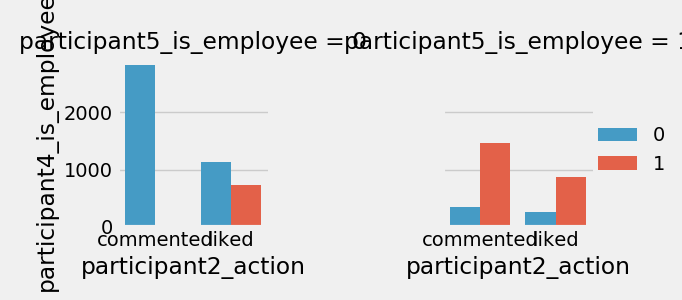 participant5_is_employee = 0
participant5_is_employee = 1
participant4_is_employee
2000
1000
0
commented
liked
commented
liked
participant2_action
participant2_action
0
1